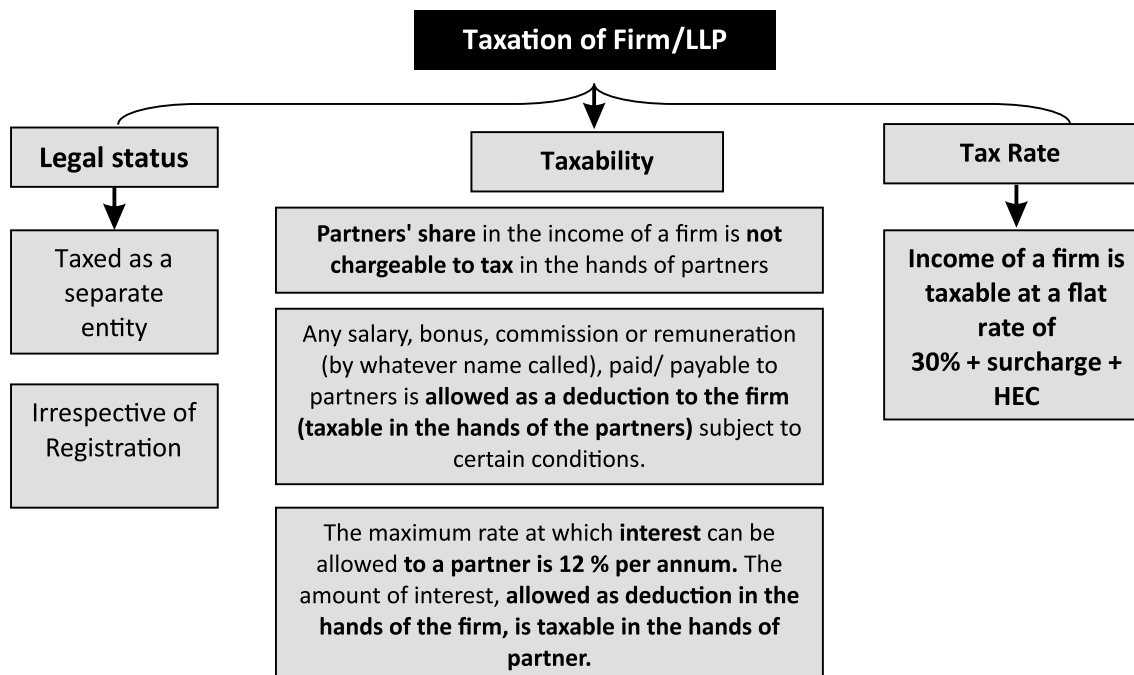 Taxation of Firm/LLP
Legal status
Taxed as a
separate
entity
Irrespective of
Registration
Taxability
Partners' share in the income of a firm is not
chargeable to tax in the hands of partners
Any salary, bonus, commission or remuneration
(by whatever name called), paid/ payable to
partners is allowed as a deduction to the firm
(taxable in the hands of the partners) subject to
certain conditions.
The maximum rate at which interest can be
allowed to a partner is 12 % per annum. The
amount of interest, allowed as deduction in the
hands of the firm, is taxable in the hands of
partner.
Tax Rate
Income of a firm is
taxable at a flat
rate of
30% + surcharge +
HEC